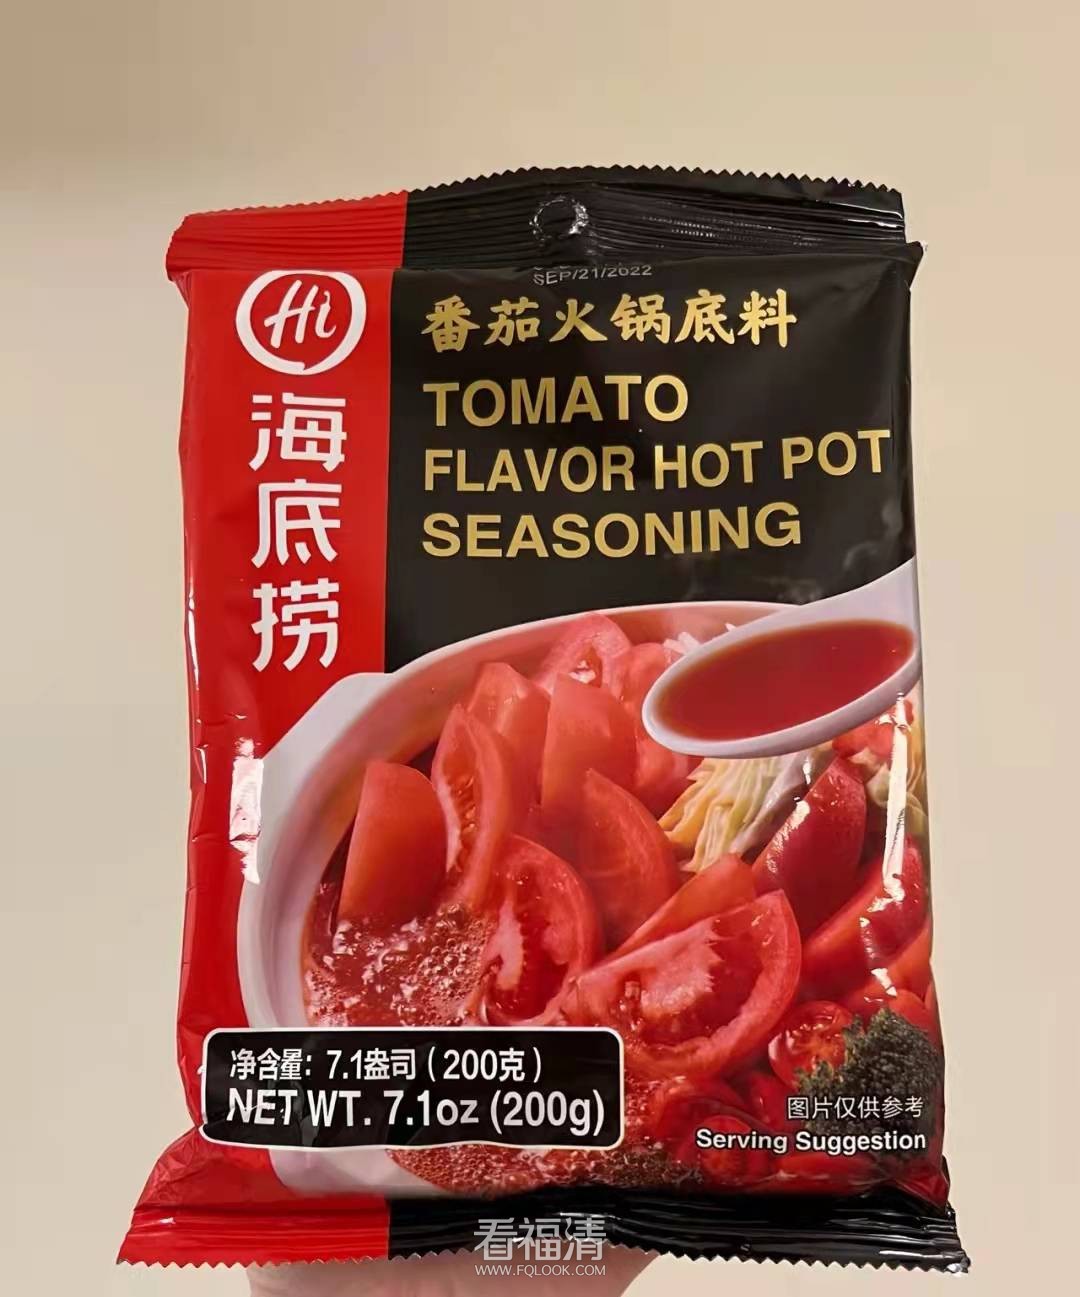 SEP/21/2022
Hi
海底捞
番茄火锅底料
TOMATO
FLAVOR HOT POT
SEASONING
净含量: 7.1盎司 (200克)
NET WT. 7.1oz (200g)
图片仅供参考
Serving Suggestion
看福清
WWW.FQLOOK.COM